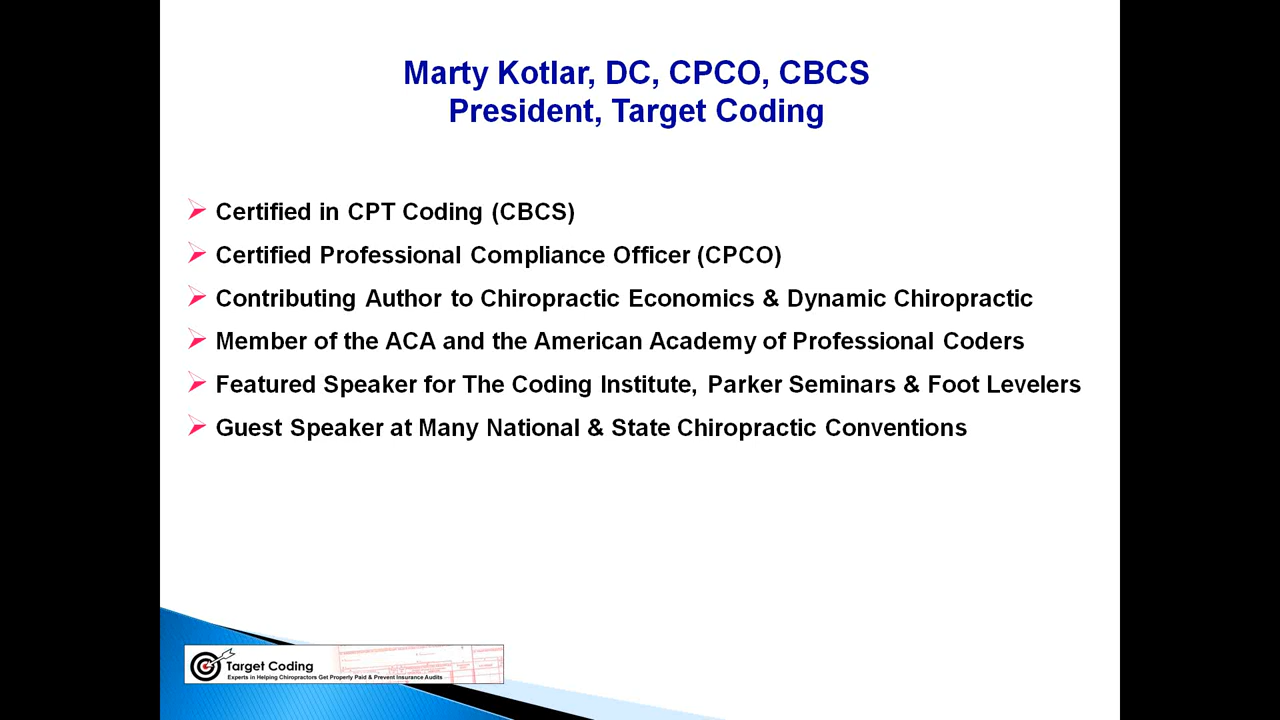 Marty Kotlar, DC, CPCO, CBCS
President, Target Coding
Certified in CPT Coding (CBCS)
Certified Professional Compliance Officer (CPCO)
Contributing Author to Chiropractic Economics & Dynamic Chiropractic
Member of the ACA and the American Academy of Professional Coders
Featured Speaker for The Coding Institute, Parker Seminars & Foot Levelers
Guest Speaker at Many National & State Chiropractic Conventions
Target Coding
Experts in Helping Chiropractors Get Properly Paid & Prevent Insurance Audits